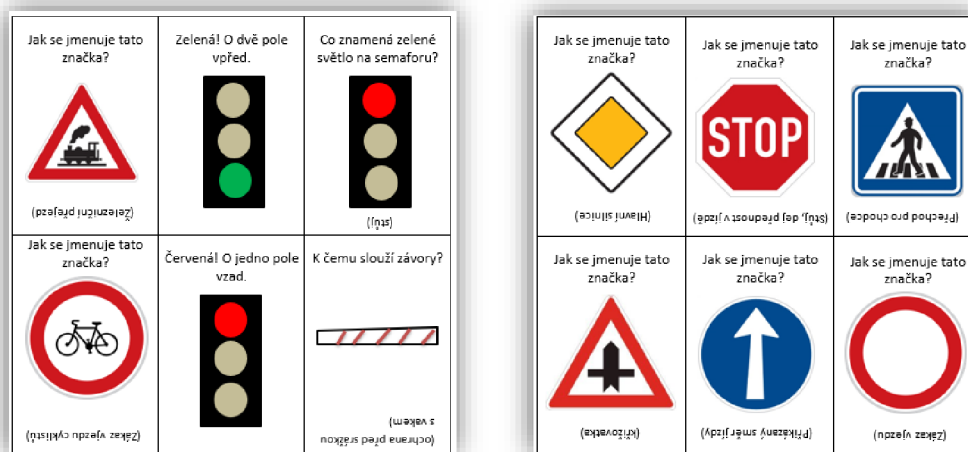 Jak se jmenuje tato
značka?
(Železniční přejezd)
Zelená! O dvě pole
vpřed.
Co znamená zelené
světlo na semaforu?
(stůj)
Jak se jmenuje tato
značka?
(Zákaz vjezdu cyklistů)
Červená! O jedno pole
vzad.
K čemu slouží závory?
(ochrana před srážkou
s vakem)
Jak se jmenuje tato
značka?
(Hlavní silnice)
Jak se jmenuje tato
značka?
STOP
(Stůj, dej přednost v jízdě)
Jak se jmenuje tato
značka?
(Přechod pro chodce)
Jak se jmenuje tato
značka?
(křižovatka)
Jak se jmenuje tato
značka?
(Přikázaný směr jízdy)
Jak se jmenuje tato
značka?
(Zákaz vjezdu)